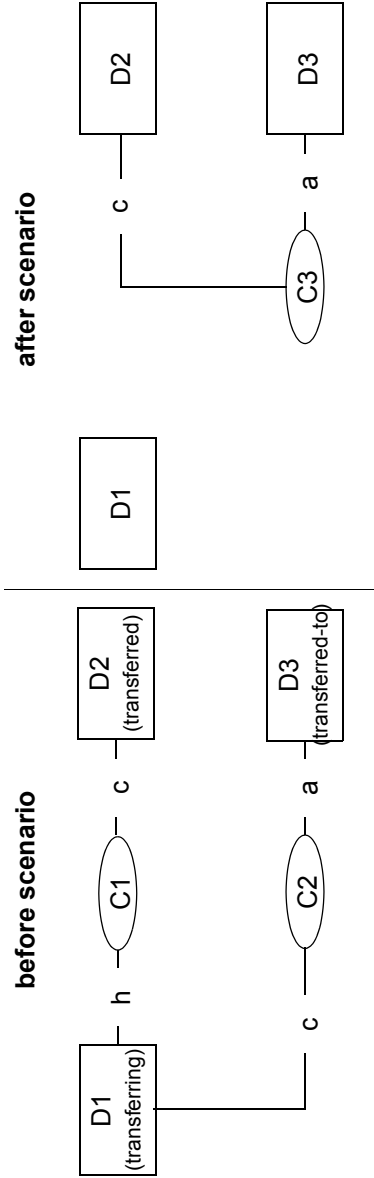 before scenario
after scenario
D1
(transferring)
h
C1
c
D2
(transferred)
c
C2
a
D3
(transferred-to)
D1
c
D2
C3
a
D3